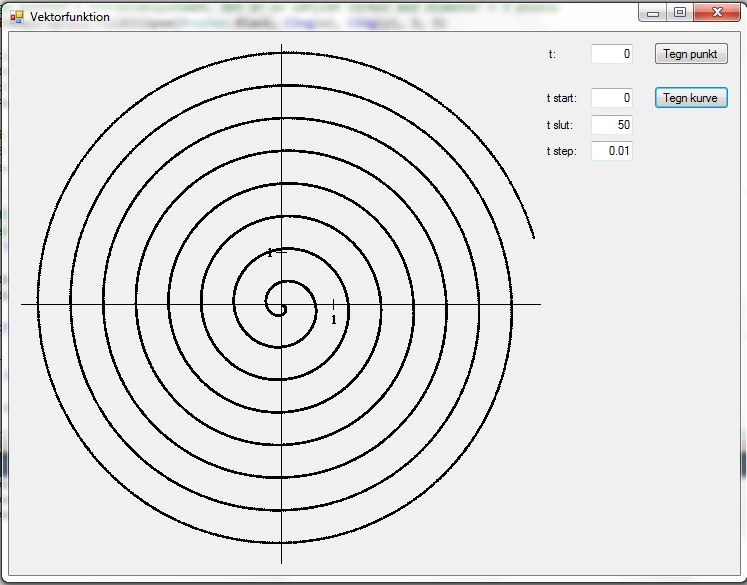 Vektorfunktion
t: 0 Tegn punkt
t start: 0 Tegn kurve
t slut: 50
t step: 0.01
1
1